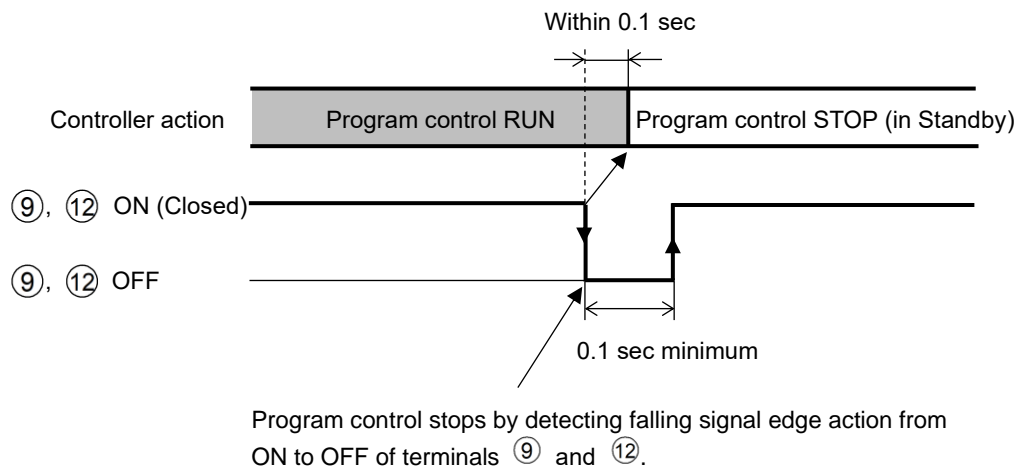 Within 0.1 sec
Controller action
Program control RUN
Program control STOP (in Standby)
⑨, ⑫ ON (Closed)
⑨, ⑫ OFF
0.1 sec minimum
Program control stops by detecting falling signal edge action from
ON to OFF of terminals ⑨ and ⑫.